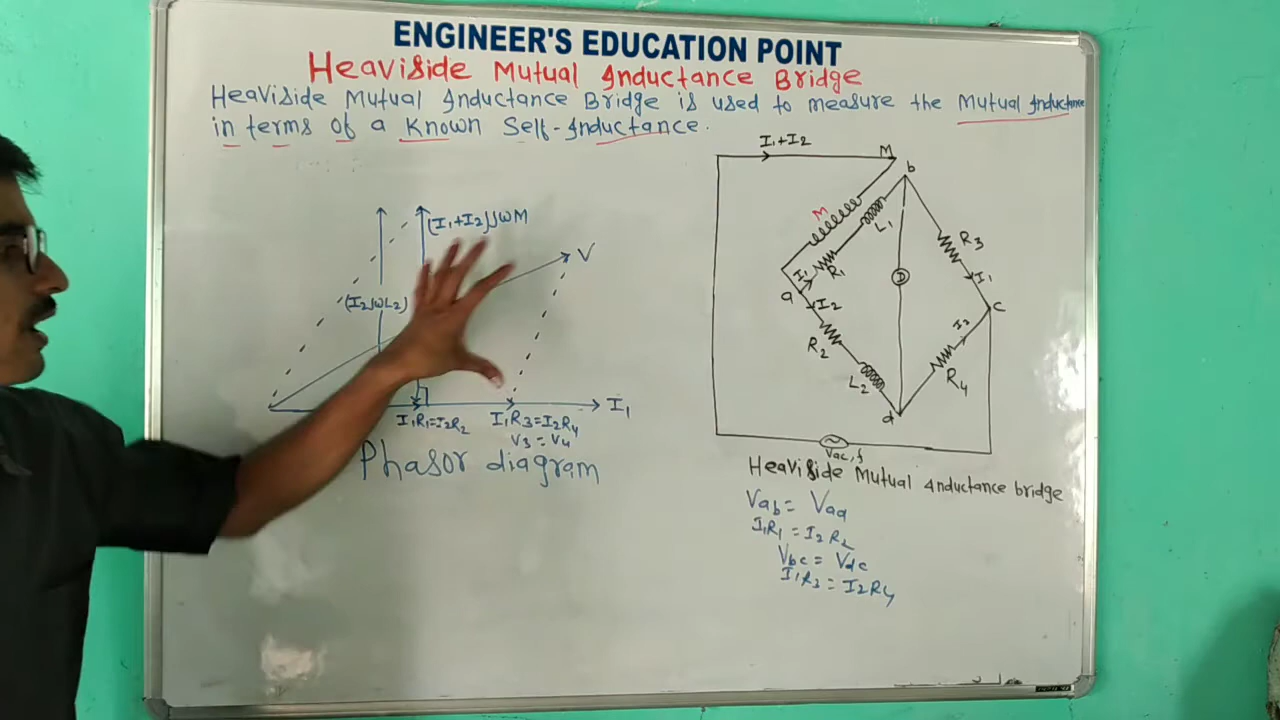 ENGINEER'S EDUCATION POINT
Heaviside Mutual Inductance Bridge
Heaviside Mutual Inductance Bridge is used to measure the Mutual Inductance
in terms of a Known Self-Inductance.
(I1+I2)jωM
V
(I2jωL2)
I1
I1R1=I2R2
I1R3=I2R4
V3=V4
Phasor diagram
I1+I2
M
b
M
L1
R3
I1
R1
I1
D
a
I2
c
R2
I2
R4
L2
d
Vac,f
Heaviside Mutual Inductance bridge
Vab= Vad
I1R1=I2R2
Vbc= Vdc
I1R3=I2R4